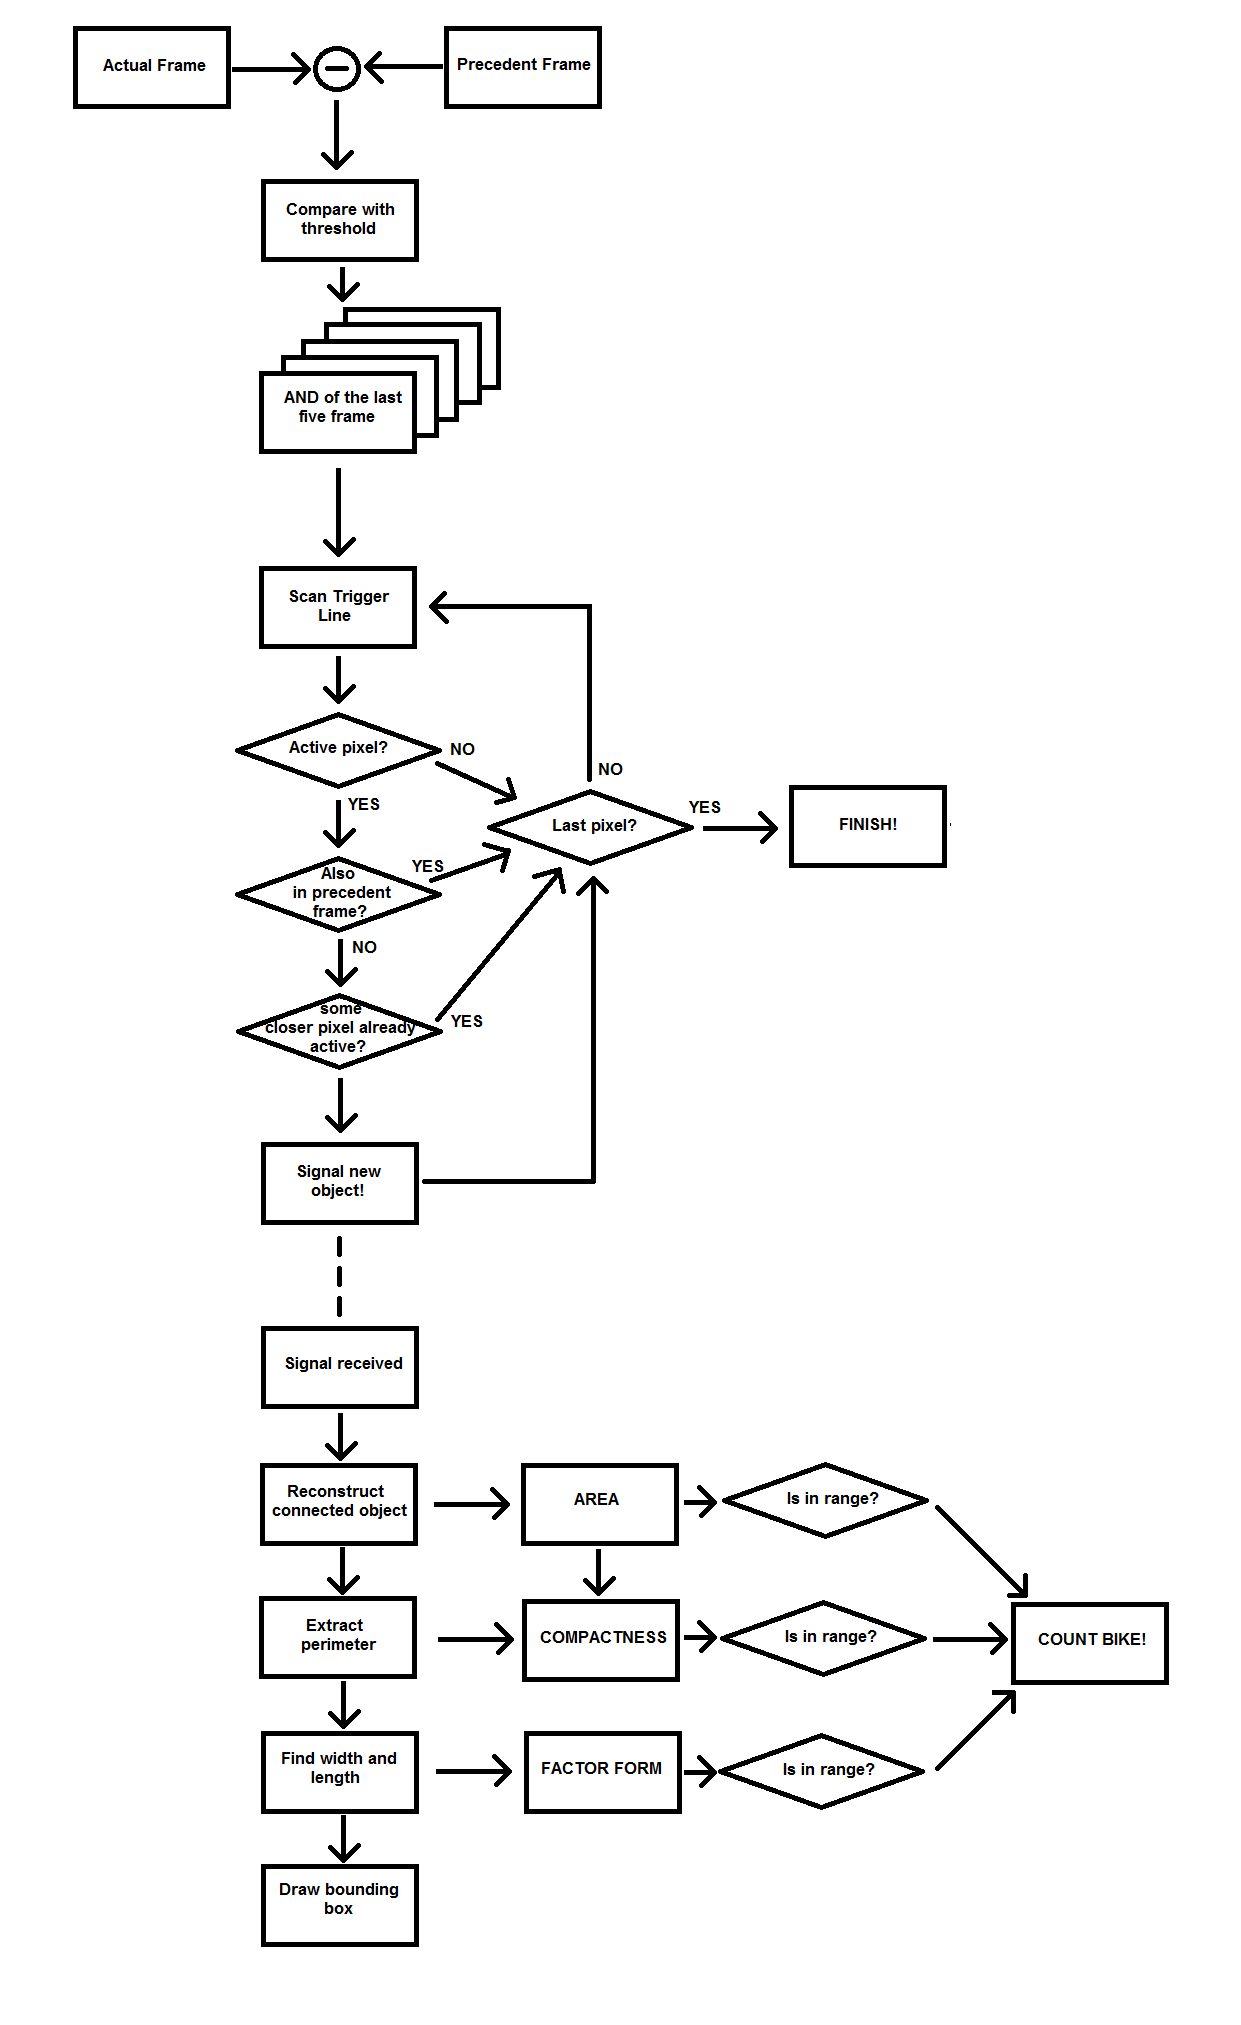 Actual Frame
Precedent Frame
Compare with
threshold
AND of the last
five frame
Scan Trigger
Line
Active pixel?
NO
YES
NO
Last pixel?
YES
FINISH!
Also
in precedent
frame?
YES
NO
some
closer pixel already
active?
YES
Signal new
object!
Signal received
Reconstruct
connected object
AREA
Is in range?
Extract
perimeter
COMPACTNESS
Is in range?
COUNT BIKE!
Find width and
length
FACTOR FORM
Is in range?
Draw bounding
box